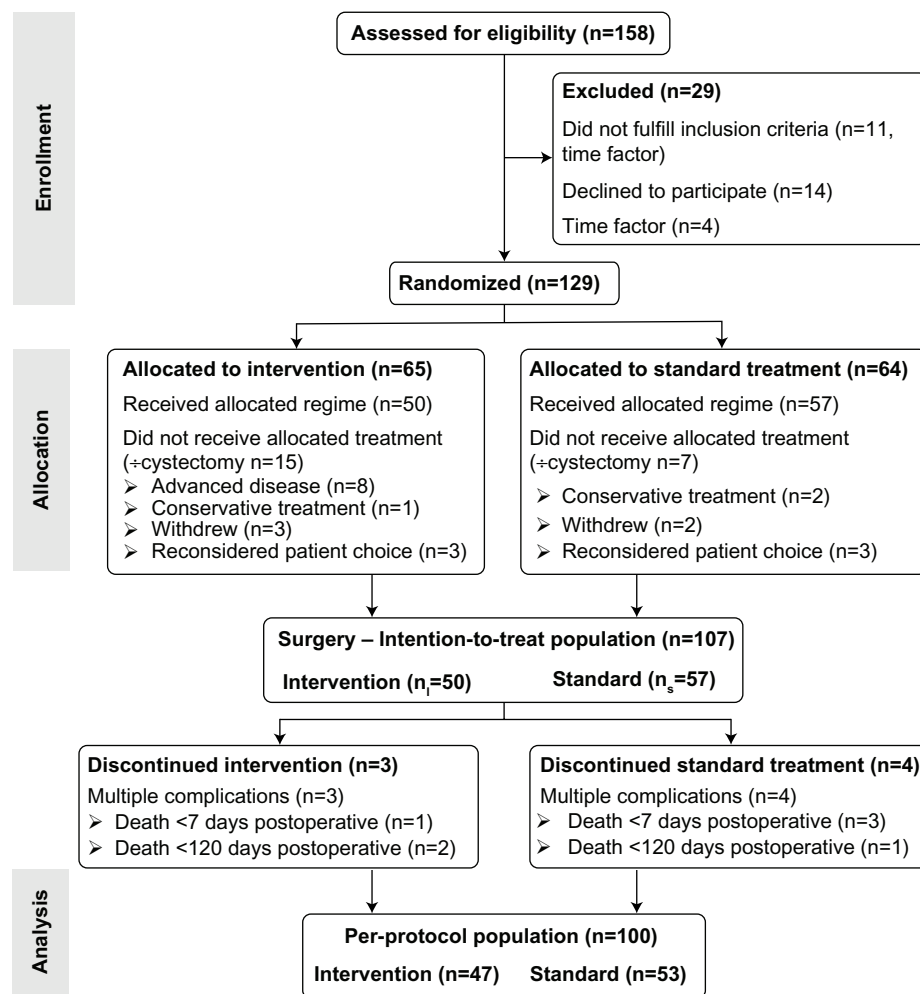 Enrollment
Assessed for eligibility (n=158)
Excluded (n=29)
Did not fulfill inclusion criteria (n=11,
time factor)
Declined to participate (n=14)
Time factor (n=4)
Randomized (n=129)
Allocation
Allocated to intervention (n=65)
Received allocated regime (n=50)
Did not receive allocated treatment
(÷cystectomy n=15)
➢ Advanced disease (n=8)
➢ Conservative treatment (n=1)
➢ Withdrew (n=3)
➢ Reconsidered patient choice (n=3)
Allocated to standard treatment (n=64)
Received allocated regime (n=57)
Did not receive allocated treatment
(÷cystectomy n=7)
➢ Conservative treatment (n=2)
➢ Withdrew (n=2)
➢ Reconsidered patient choice (n=3)
Surgery – Intention-to-treat population (n=107)
Intervention (nI=50) Standard (ns=57)
Discontinued intervention (n=3)
Multiple complications (n=3)
➢ Death <7 days postoperative (n=1)
➢ Death <120 days postoperative (n=2)
Discontinued standard treatment (n=4)
Multiple complications (n=4)
➢ Death <7 days postoperative (n=3)
➢ Death <120 days postoperative (n=1)
Analysis
Per-protocol population (n=100)
Intervention (n=47) Standard (n=53)